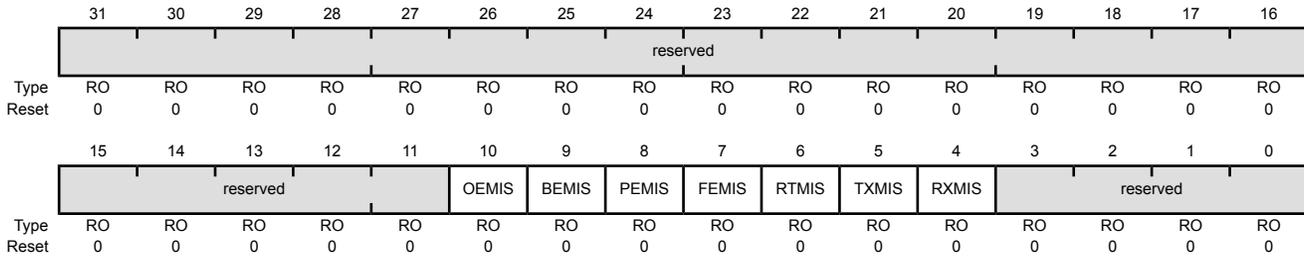 31 30 29 28 27 26 25 24 23 22 21 20 19 18 17 16
reserved
Type RO RO RO RO RO RO RO RO RO RO RO RO RO RO RO RO
Reset 0 0 0 0 0 0 0 0 0 0 0 0 0 0 0 0
15 14 13 12 11 10 9 8 7 6 5 4 3 2 1 0
reserved OEMIS BEMIS PEMIS FEMIS RTMIS TXMIS RXMIS reserved
Type RO RO RO RO RO RO RO RO RO RO RO RO RO RO RO RO
Reset 0 0 0 0 0 0 0 0 0 0 0 0 0 0 0 0